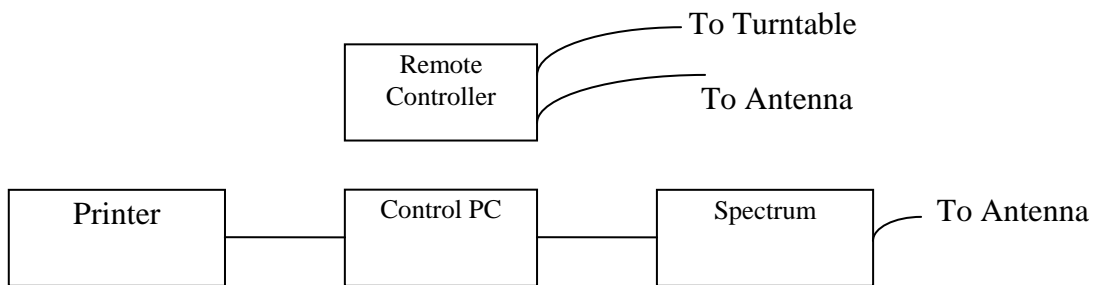 To Turntable
Remote
Controller
To Antenna
Printer
Control PC
Spectrum
To Antenna